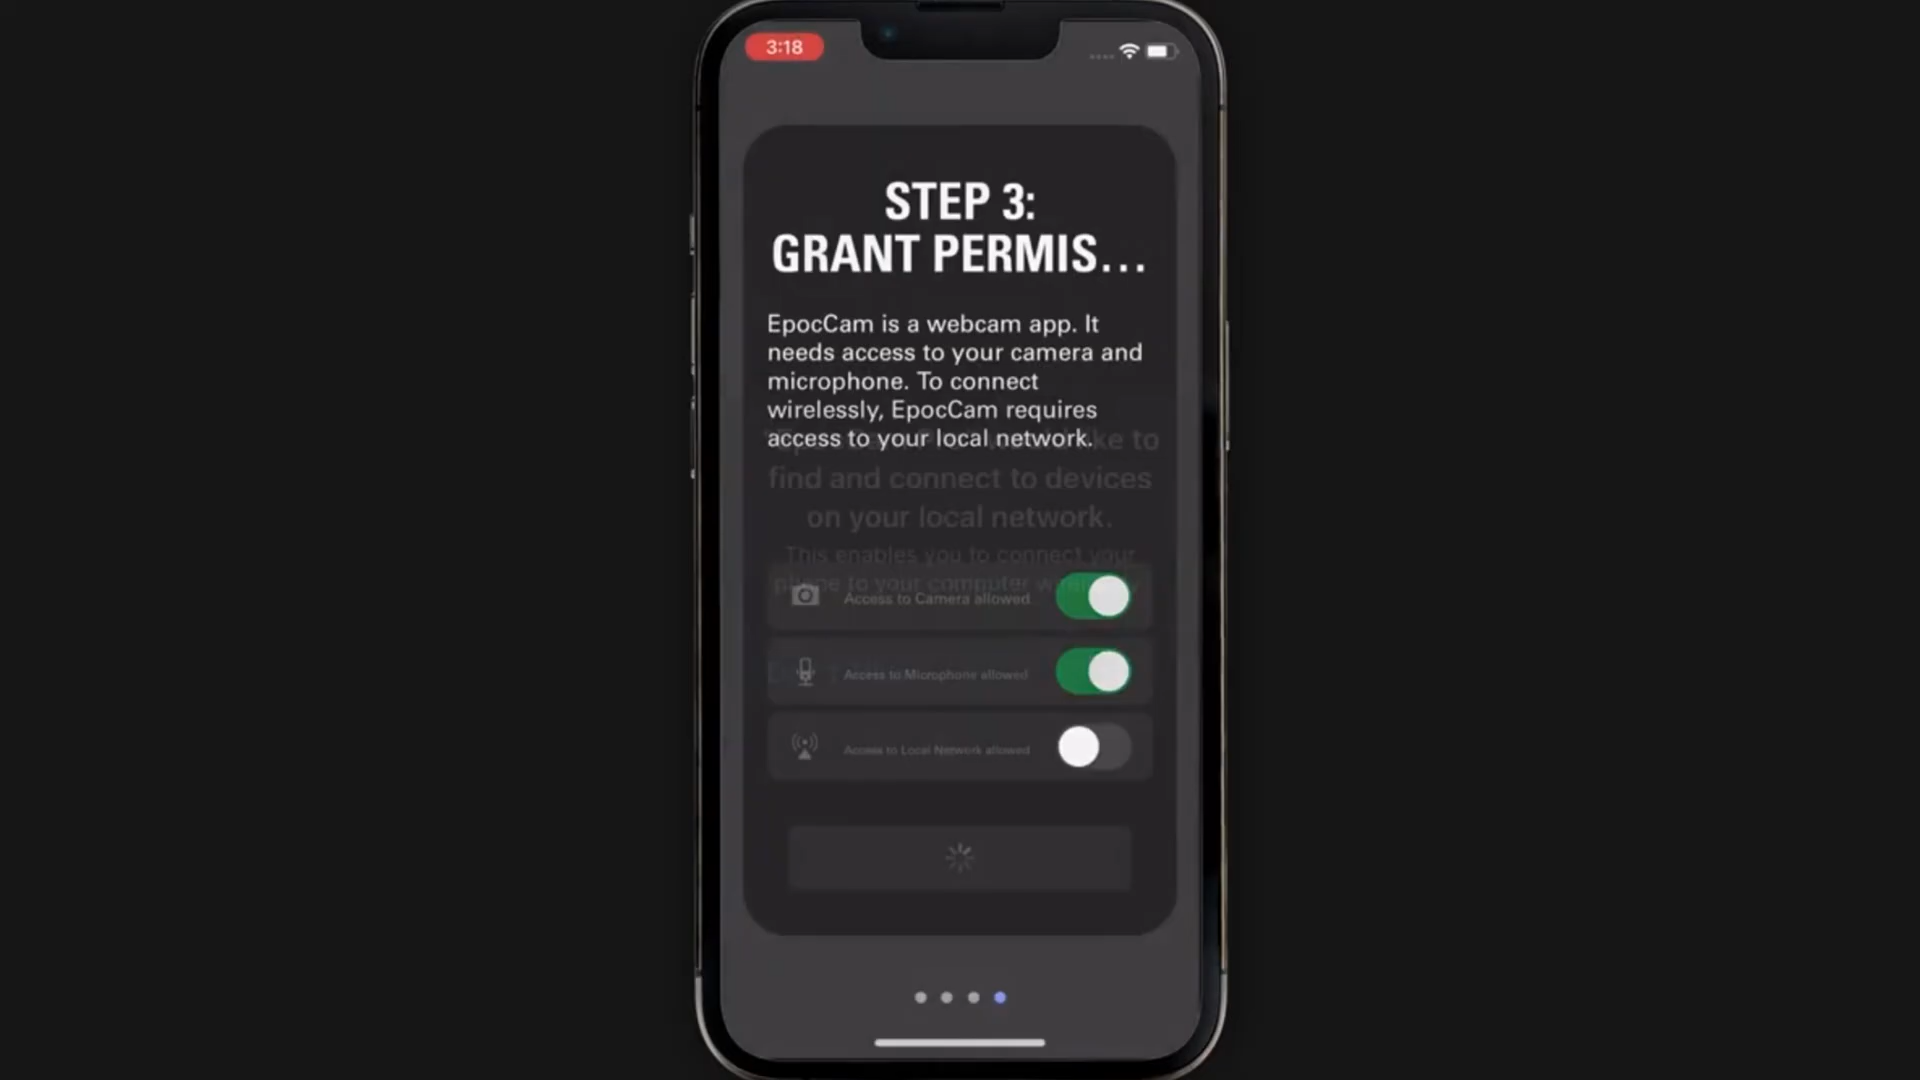 3:18
STEP 3:
GRANT PERMIS...
EpocCam is a webcam app. It
needs access to your camera and
microphone. To connect
wirelessly, EpocCam requires
access to your local network.
like to
find and connect to devices
on your local network.
This enables you to connect your
phone to your computer
Access to Camera allowed
Access to Microphone allowed
Access to Local Network allowed